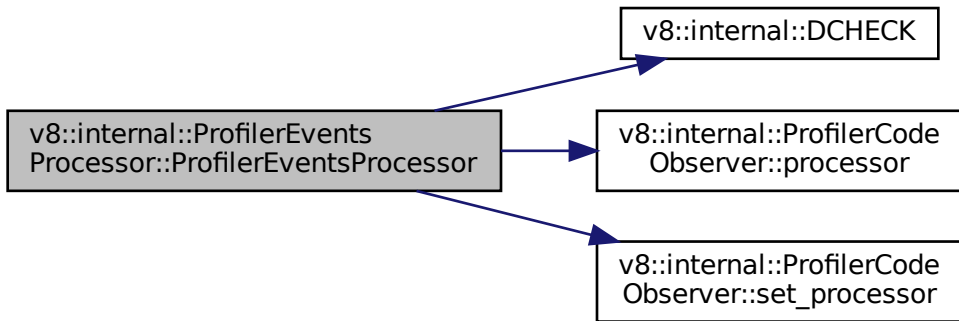 v8::internal::DCHECK
v8::internal::ProfilerEvents
Processor::ProfilerEventsProcessor
v8::internal::ProfilerCode
Observer::processor
v8::internal::ProfilerCode
Observer::set_processor